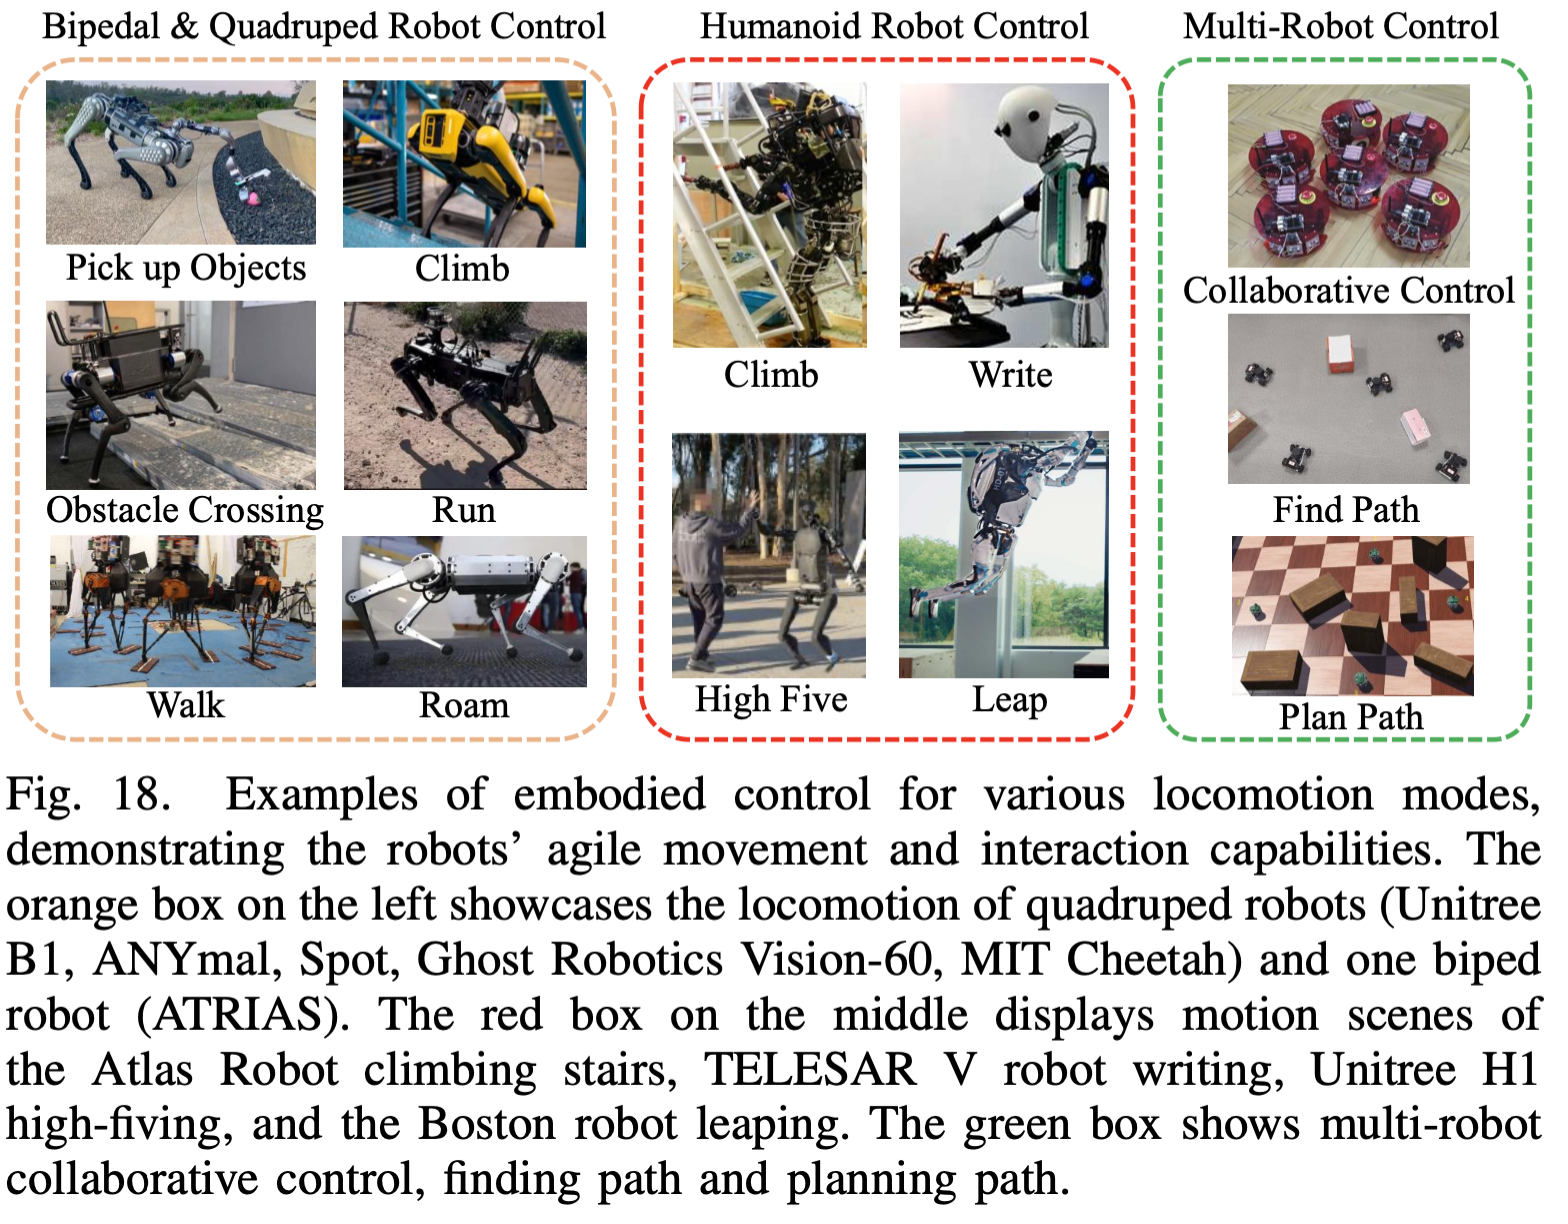 Bipedal & Quadruped Robot Control
Humanoid Robot Control
Multi-Robot Control
Pick up Objects
Climb
Obstacle Crossing
Run
Walk
Roam
Climb
Write
High Five
Leap
Collaborative Control
Find Path
Plan Path
Fig. 18. Examples of embodied control for various locomotion modes,
demonstrating the robots' agile movement and interaction capabilities. The
orange box on the left showcases the locomotion of quadruped robots (Unitree
B1, ANYmal, Spot, Ghost Robotics Vision-60, MIT Cheetah) and one biped
robot (ATRIAS). The red box on the middle displays motion scenes of
the Atlas Robot climbing stairs, TELESAR V robot writing, Unitree H1
high-fiving, and the Boston robot leaping. The green box shows multi-robot
collaborative control, finding path and planning path.